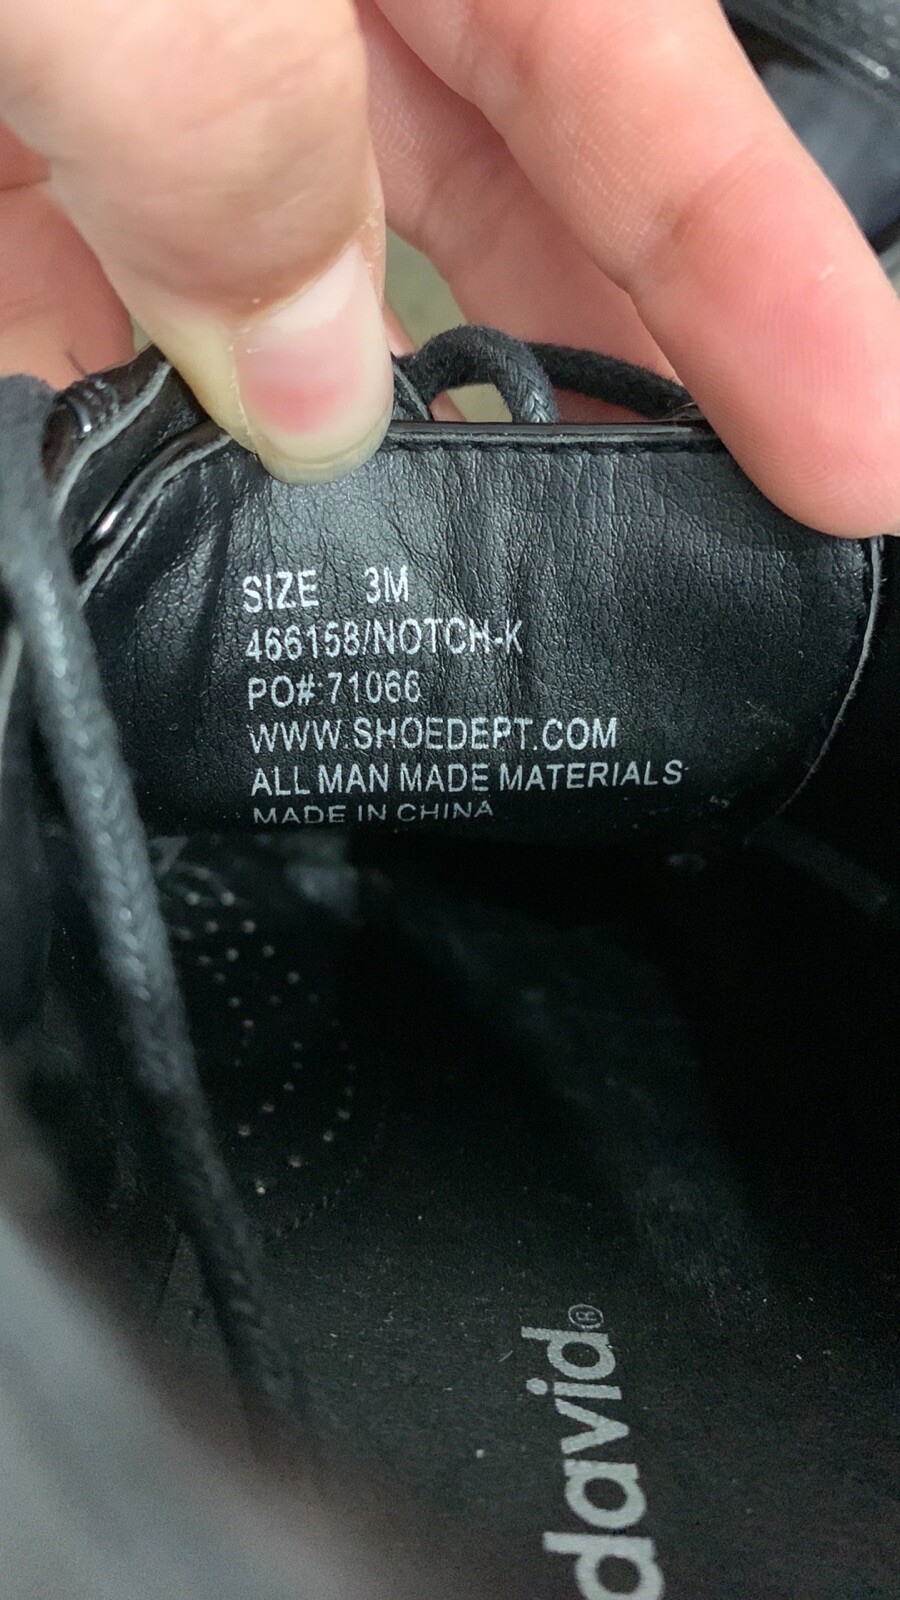 SIZE 3M
466158/NOTCH-K
PO#:71066
WWW.SHOEDEPT.COM
ALL MAN MADE MATERIALS
MADE IN CHINA
david®